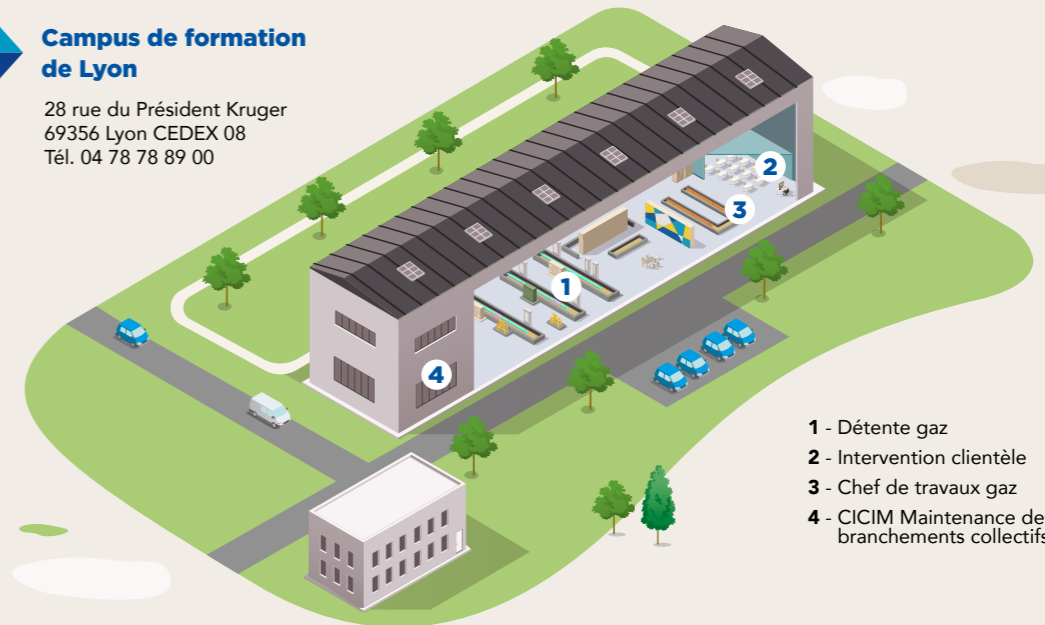 Campus de formation
de Lyon
28 rue du Président Kruger
69356 Lyon CEDEX 08
Tél. 04 78 78 89 00
2
3
1
4
1 - Détente gaz
2 - Intervention clientèle
3 - Chef de travaux gaz
4 - CICIM Maintenance de
branchements collectifs